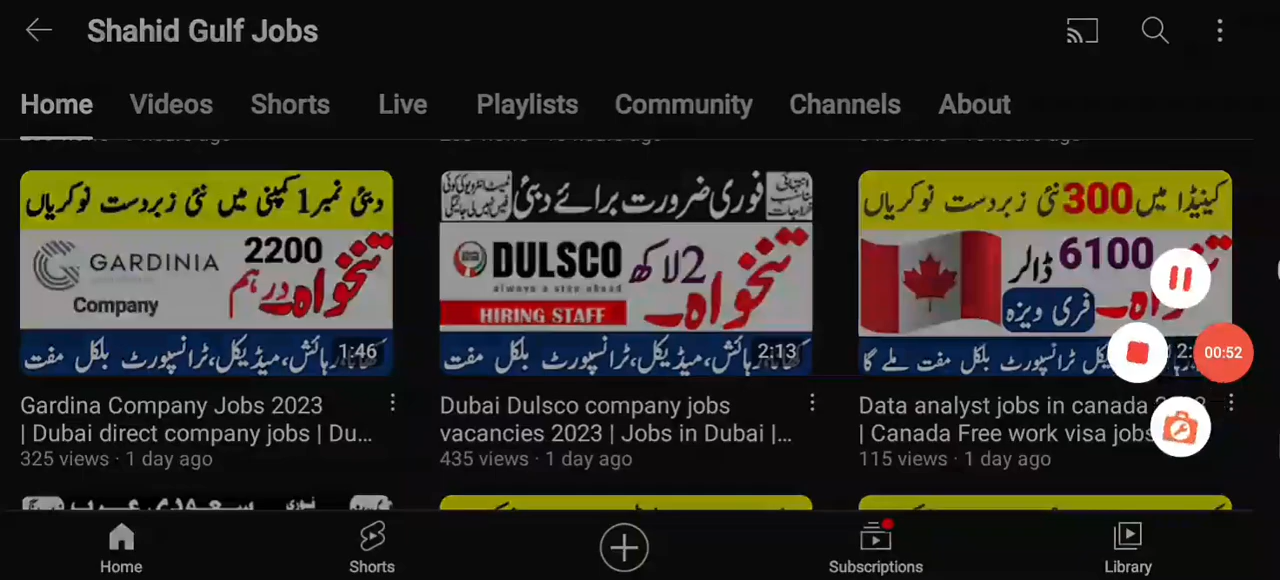 Shahid Gulf Jobs
Home Videos Shorts Live Playlists Community Channels About
دبئی نمبر1 کمپنی میں نئی زبردست نوکریاں
GARDINIA
Company
2200
درہم
تنخواہ
رہائش،میڈیکل،ٹرانسپورٹ بلکل مفت
1:46
Gardina Company Jobs 2023
| Dubai direct company jobs | Du...
325 views · 1 day ago
فوری ضرورت برائے دبئی
DULSCO
always a step ahead
HIRING STAFF
2لاکھ
تنخواہ
رہائش،میڈیکل،ٹرانسپورٹ بلکل مفت
2:13
Dubai Dulsco company jobs
vacancies 2023 | Jobs in Dubai |...
435 views · 1 day ago
کینیڈا میں300نئی زبردست نوکریاں
6100 ڈالر
فری ویزہ
ٹرانسپورٹ بلکل مفت ملے گا
Data analyst jobs in canada
| Canada Free work visa jobs
115 views · 1 day ago
00:52
سعودی عرب
Home
Shorts
Subscriptions
Library